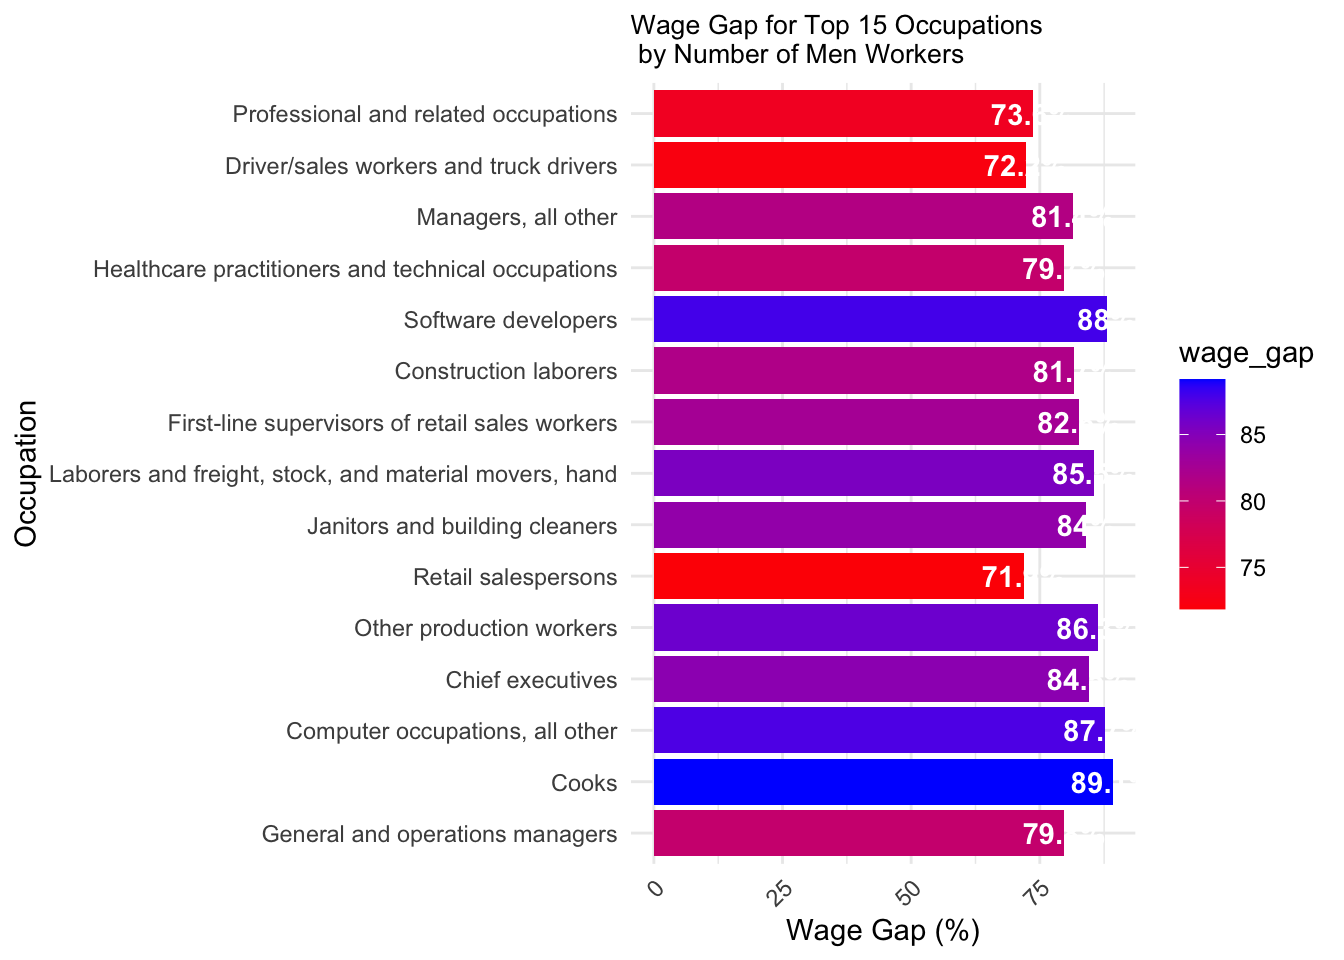 Wage Gap for Top 15 Occupations
by Number of Men Workers
Professional and related occupations
73.
Driver/sales workers and truck drivers
72.
Managers, all other
81.
Healthcare practitioners and technical occupations
79.
Software developers
88
Construction laborers
81.
First-line supervisors of retail sales workers
82.
Laborers and freight, stock, and material movers, hand
85.
Janitors and building cleaners
84
Retail salespersons
71.
Other production workers
86.
Chief executives
84.
Computer occupations, all other
87.
Cooks
89.
General and operations managers
79.
Occupation
0 25 50 75
Wage Gap (%)
wage_gap
85
80
75